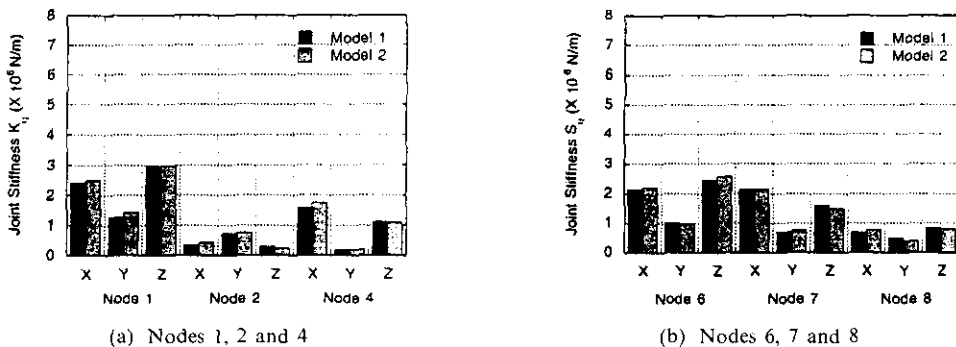 8
7
6
5
4
3
2
1
0
Joint Stiffness K_ij (X 10^6 N/m)
Model 1
Model 2
X Y Z X Y Z X Y Z
Node 1 Node 2 Node 4
(a) Nodes 1, 2 and 4
8
7
6
5
4
3
2
1
0
Joint Stiffness S_ij (X 10^6 N/m)
Model 1
Model 2
X Y Z X Y Z X Y Z
Node 6 Node 7 Node 8
(b) Nodes 6, 7 and 8